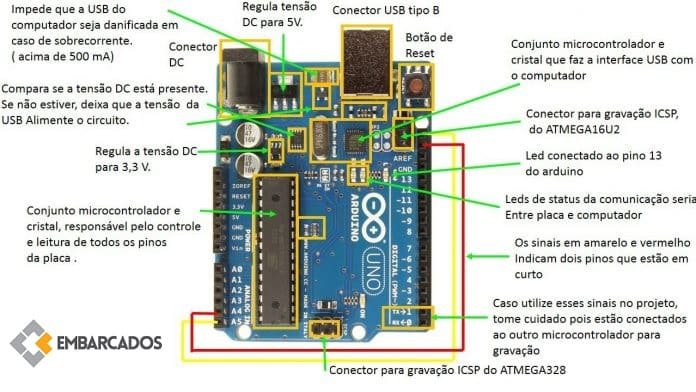 Impede que a USB do
computador seja danificada em
caso de sobrecorrente.
( acima de 500 mA)
Regula tensão
DC para 5V.
Conector USB tipo B
Botão de
Reset
Conector
DC
Conjunto microcontrolador e
cristal que faz a interface USB com
o computador
Compara se a tensão DC está presente.
Se não estiver, deixa que a tensão da
USB Alimente o circuito.
Conector para gravação ICSP,
do ATMEGA16U2
Regula a tensão DC
para 3,3 V.
Led conectado ao pino 13
do arduino
Leds de status da comunicação seria
Entre placa e computador
Conjunto microcontrolador e
cristal, responsável pelo controle
e leitura de todos os pinos
da placa .
Os sinais em amarelo e vermelho
Indicam dois pinos que estão em
curto
Caso utilize esses sinais no projeto,
tome cuidado pois estão conectados
ao outro microcontrolador para
gravação
Conector para gravação ICSP do ATMEGA328
EMBARCADOS
IOREF
RESET
3.3V
5V
GND
GND
Vin
POWER
A0
A1
A2
A3
A4
A5
ANALOG IN
AREF
GND
13
12
~11
~10
~9
8
7
~6
~5
4
~3
2
TX→1
RX←0
DIGITAL (PWM~)
ARDUINO
UNO
L
ON
ICSP